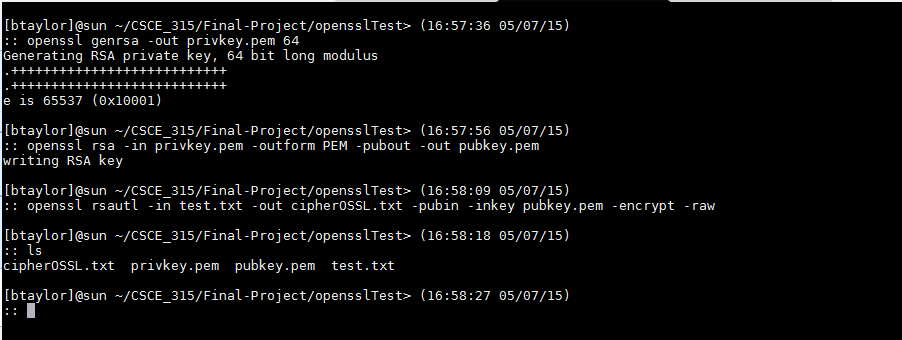 [btaylor]@sun ~/CSCE_315/Final-Project/opensslTest> (16:57:36 05/07/15)
:: openssl genrsa -out privkey.pem 64
Generating RSA private key, 64 bit long modulus
.+++++++++++++++++++++++++++
.+++++++++++++++++++++++++++
e is 65537 (0x10001)
[btaylor]@sun ~/CSCE_315/Final-Project/opensslTest> (16:57:56 05/07/15)
:: openssl rsa -in privkey.pem -outform PEM -pubout -out pubkey.pem
writing RSA key
[btaylor]@sun ~/CSCE_315/Final-Project/opensslTest> (16:58:09 05/07/15)
:: openssl rsautl -in test.txt -out cipherOSSL.txt -pubin -inkey pubkey.pem -encrypt -raw
[btaylor]@sun ~/CSCE_315/Final-Project/opensslTest> (16:58:18 05/07/15)
:: ls
cipherOSSL.txt  privkey.pem  pubkey.pem  test.txt
[btaylor]@sun ~/CSCE_315/Final-Project/opensslTest> (16:58:27 05/07/15)
::